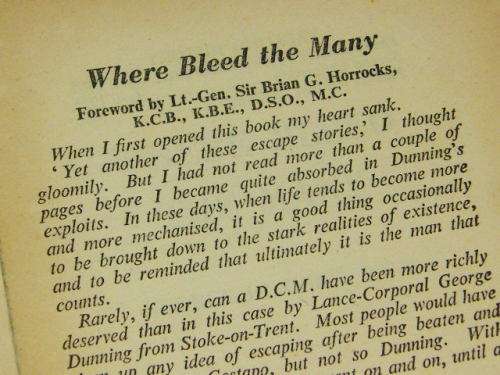 Where Bleed the Many
Foreword by Lt.-Gen. Sir Brian G. Horrocks,
K.C.B., K.B.E., D.S.O., M.C.
When I first opened this book my heart sank.
‘ Yet another of these escape stories,’ I thought
gloomily. But I had not read more than a couple of
pages before I became quite absorbed in Dunning's
exploits. In these days, when life tends to become more
and more mechanised, it is a good thing occasionally
to be brought down to the stark realities of existence,
and to be reminded that ultimately it is the man that
counts.
Rarely, if ever, can a D.C.M. have been more richly
deserved than in this case by Lance-Corporal George
Dunning from Stoke-on-Trent. Most people would have
up any idea of escaping after being beaten and
Gestapo, but not so Dunning. With
went on and on, until a